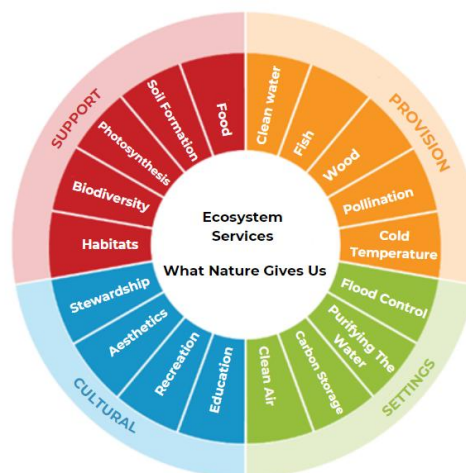 Ecosystem
Services
What Nature Gives Us
SUPPORT
Habitats
Biodiversity
Photosynthesis
Soil Formation
Food
PROVISION
Clean water
Fish
Wood
Pollination
Cold
Temperature
SETTINGS
Flood Control
Purifying The
Water
Carbon Storage
Clean Air
CULTURAL
Education
Recreation
Aesthetics
Stewardship